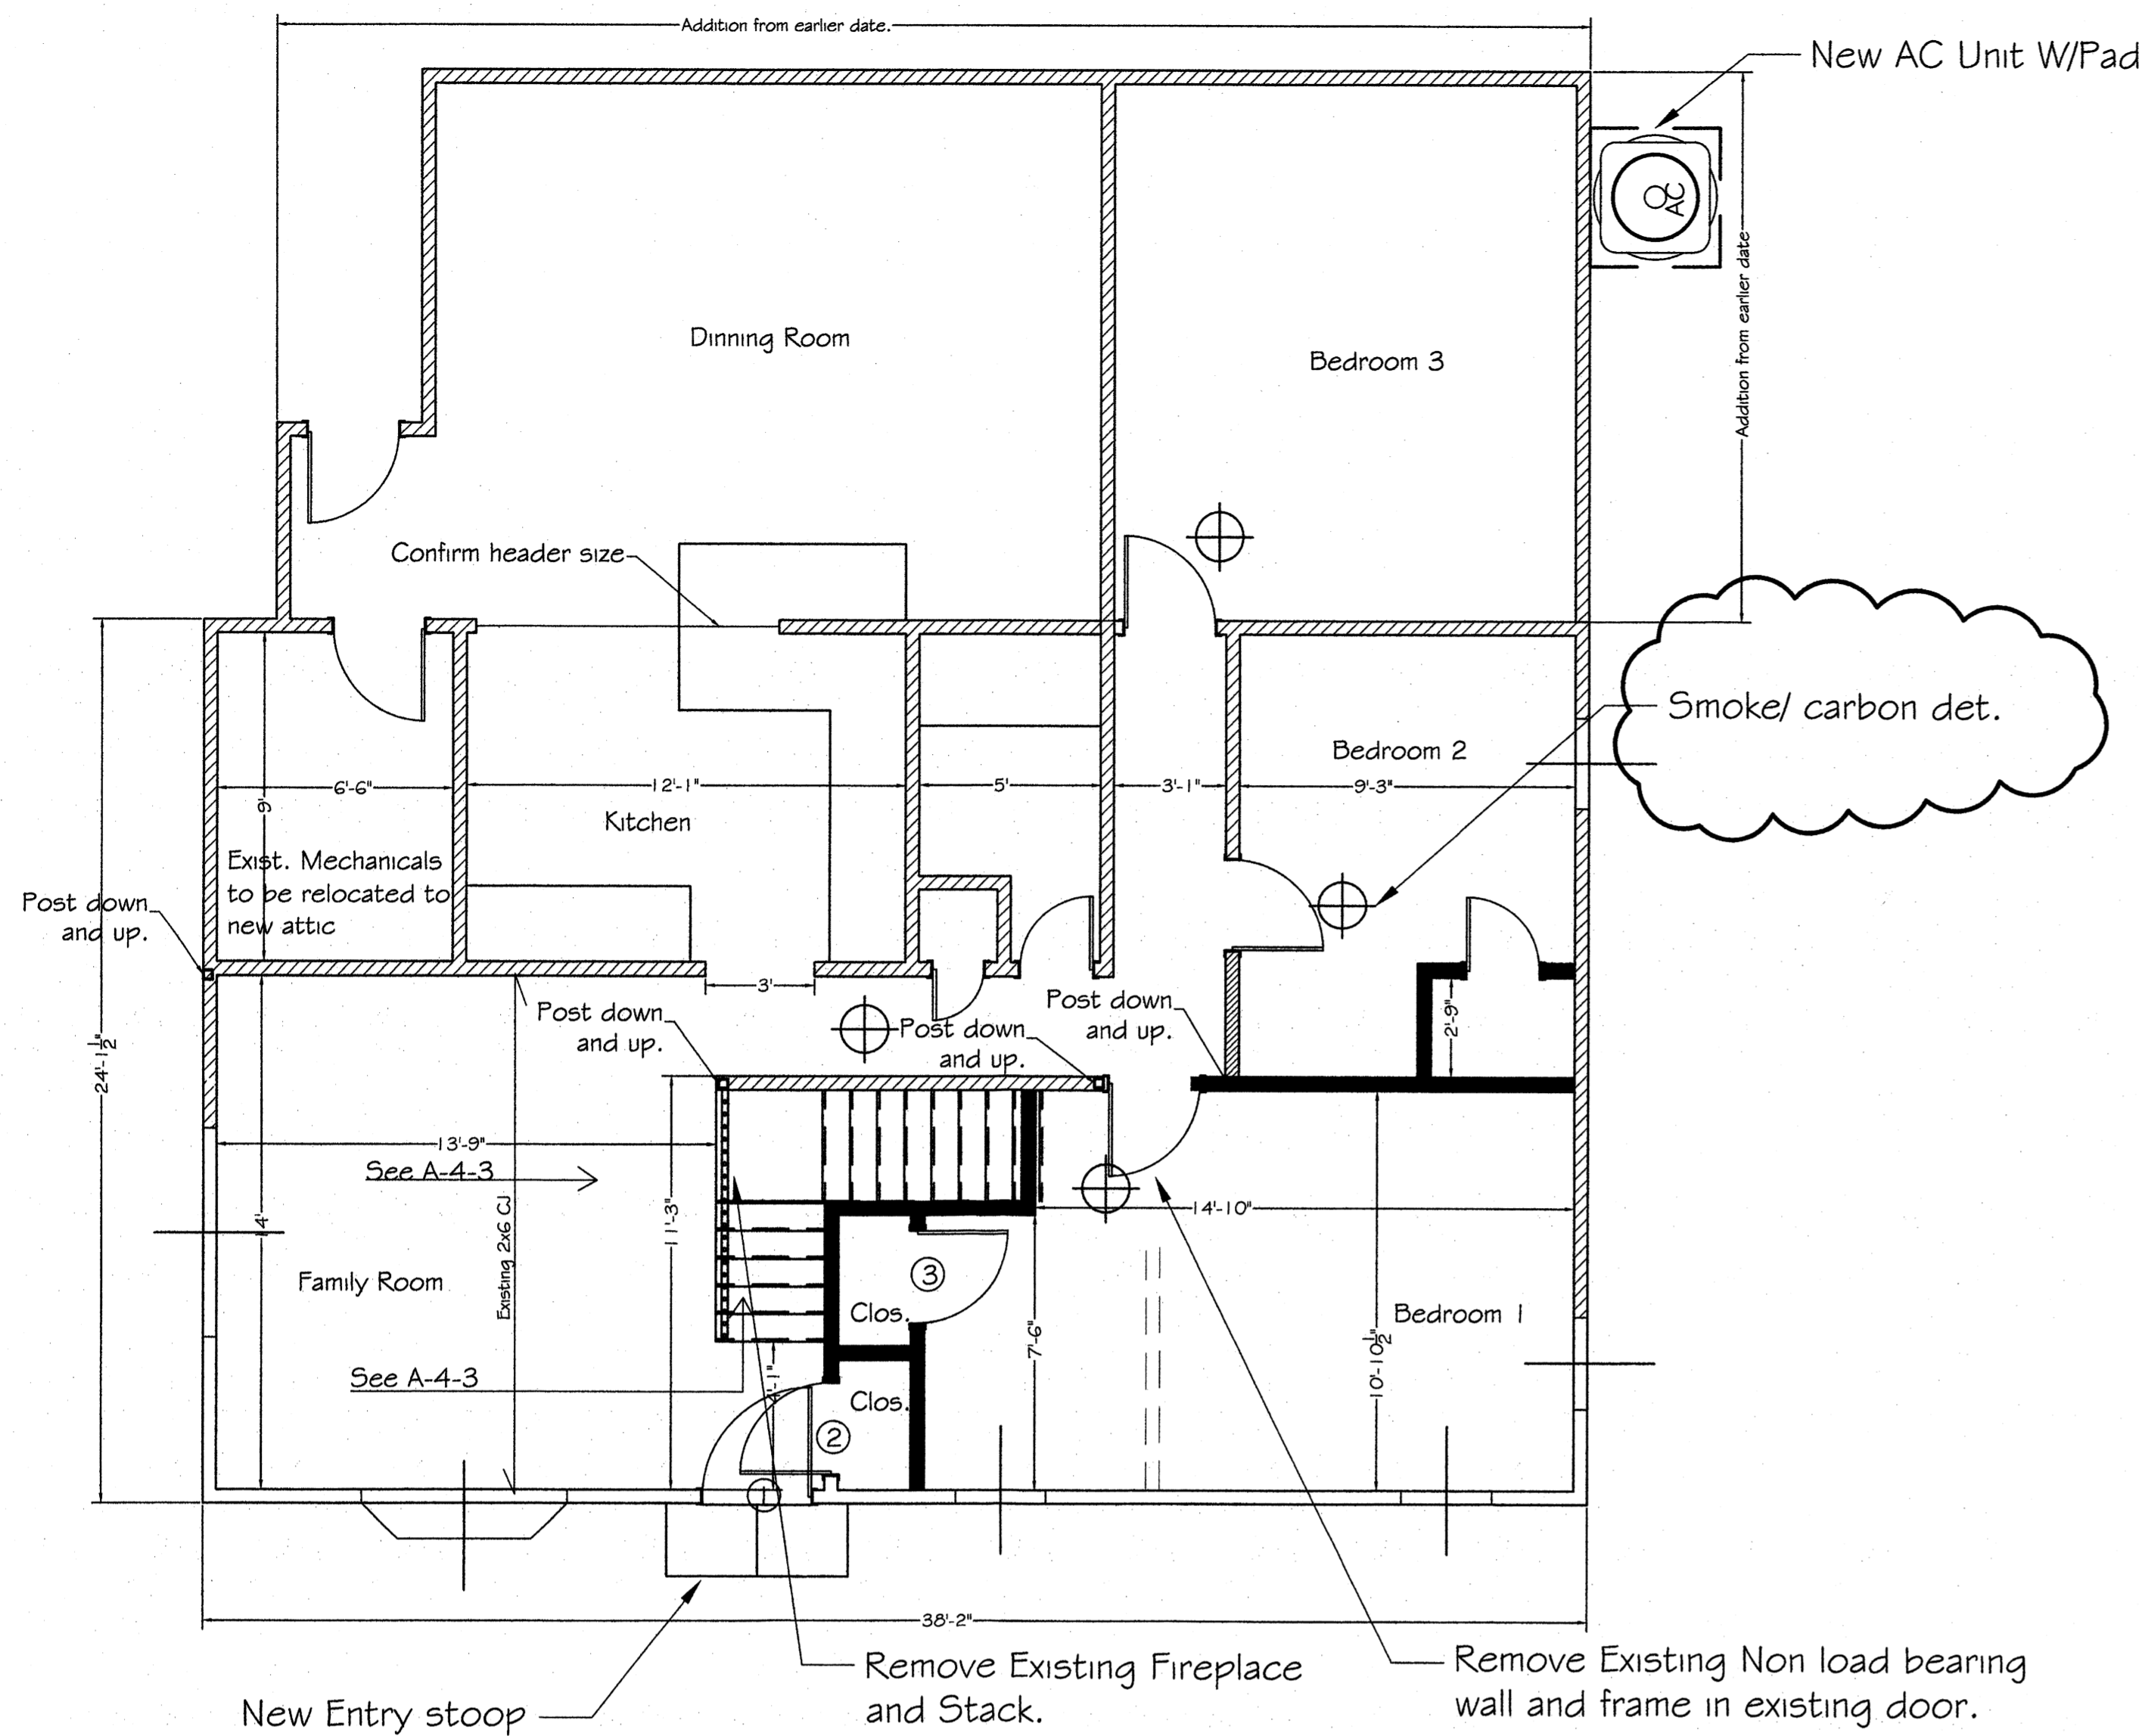 Addition from earlier date.
New AC Unit W/Pad
AC
Addition from earlier date
Dinning Room
Bedroom 3
Confirm header size
Smoke/ carbon det.
Bedroom 2
6'-6"
12'-1"
5'
3'-1"
9'-3"
9'
Kitchen
Exist. Mechanicals
to be relocated to
new attic
Post down
and up.
3'
Post down
and up.
Post down
and up.
Post down
and up.
2'-9"
24'-1½"
13'-9"
See A-4-3
14'
Existing 2x6 CJ
11'-3"
14'-10"
Family Room
3
Clos.
7'-6"
10'-10½"
Bedroom 1
See A-4-3
Clos.
2
1
38'-2"
Remove Existing Fireplace
and Stack.
Remove Existing Non load bearing
wall and frame in existing door.
New Entry stoop